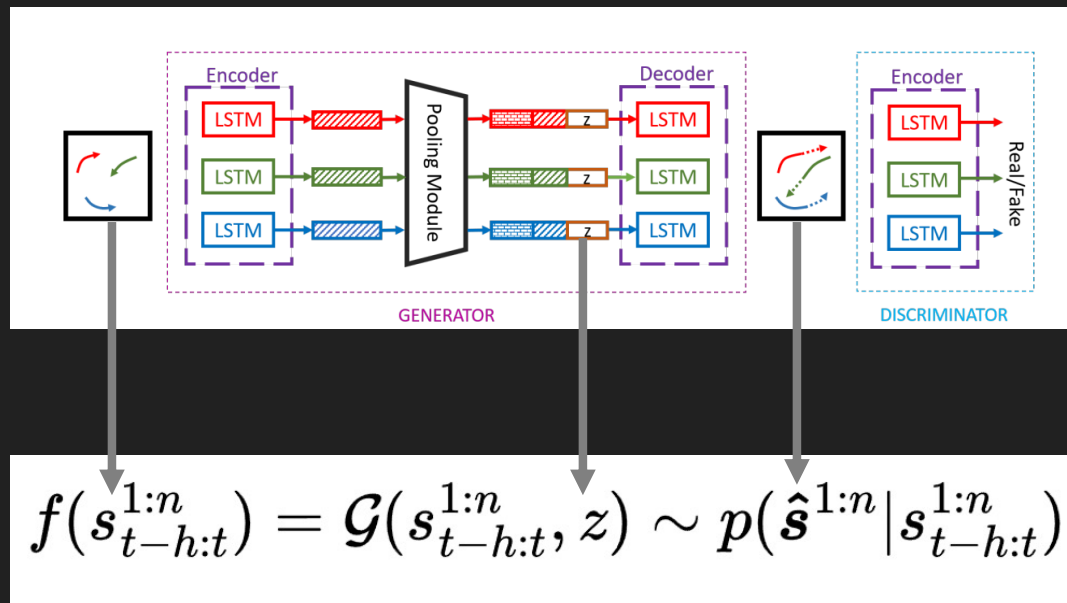 Encoder
Decoder
Encoder
LSTM
LSTM
LSTM
Pooling Module
z
z
z
LSTM
LSTM
LSTM
LSTM
LSTM
LSTM
Real/Fake
GENERATOR
DISCRIMINATOR
f(s^{1:n}_{t-h:t}) = 𝒢(s^{1:n}_{t-h:t}, z) ∼ p(ŝ^{1:n}|s^{1:n}_{t-h:t})